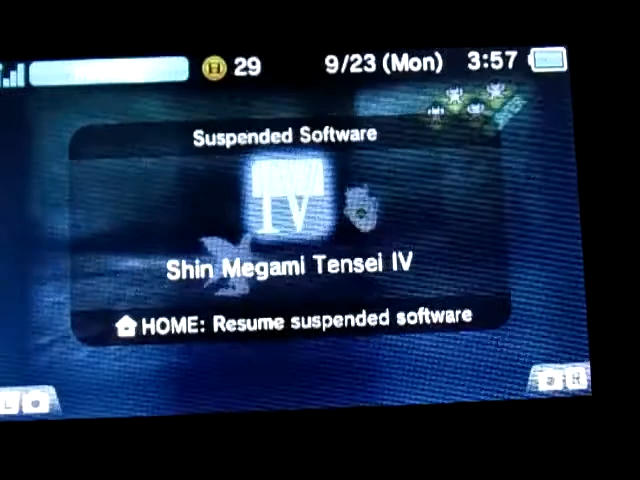 29 9/23 (Mon) 3:57
Suspended Software
IV
Shin Megami Tensei IV
HOME: Resume suspended software
L R